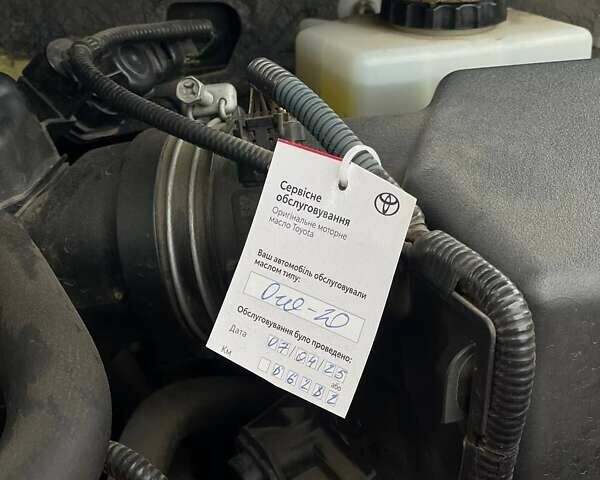 Сервісне
обслуговування
Оригінальне моторне
масло Toyota
Ваш автомобіль обслуговували
маслом типу:
0w-20
Обслуговування було проведено:
Дата 07/04/25
або
Км